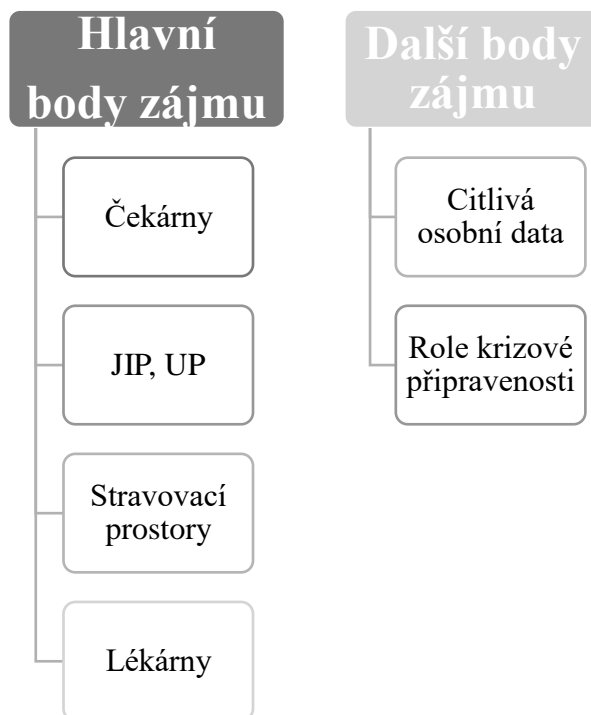 Hlavní
body zájmu
Čekárny
JIP, UP
Stravovací
prostory
Lékárny
Další body
zájmu
Citlivá
osobní data
Role krizové
připravenosti